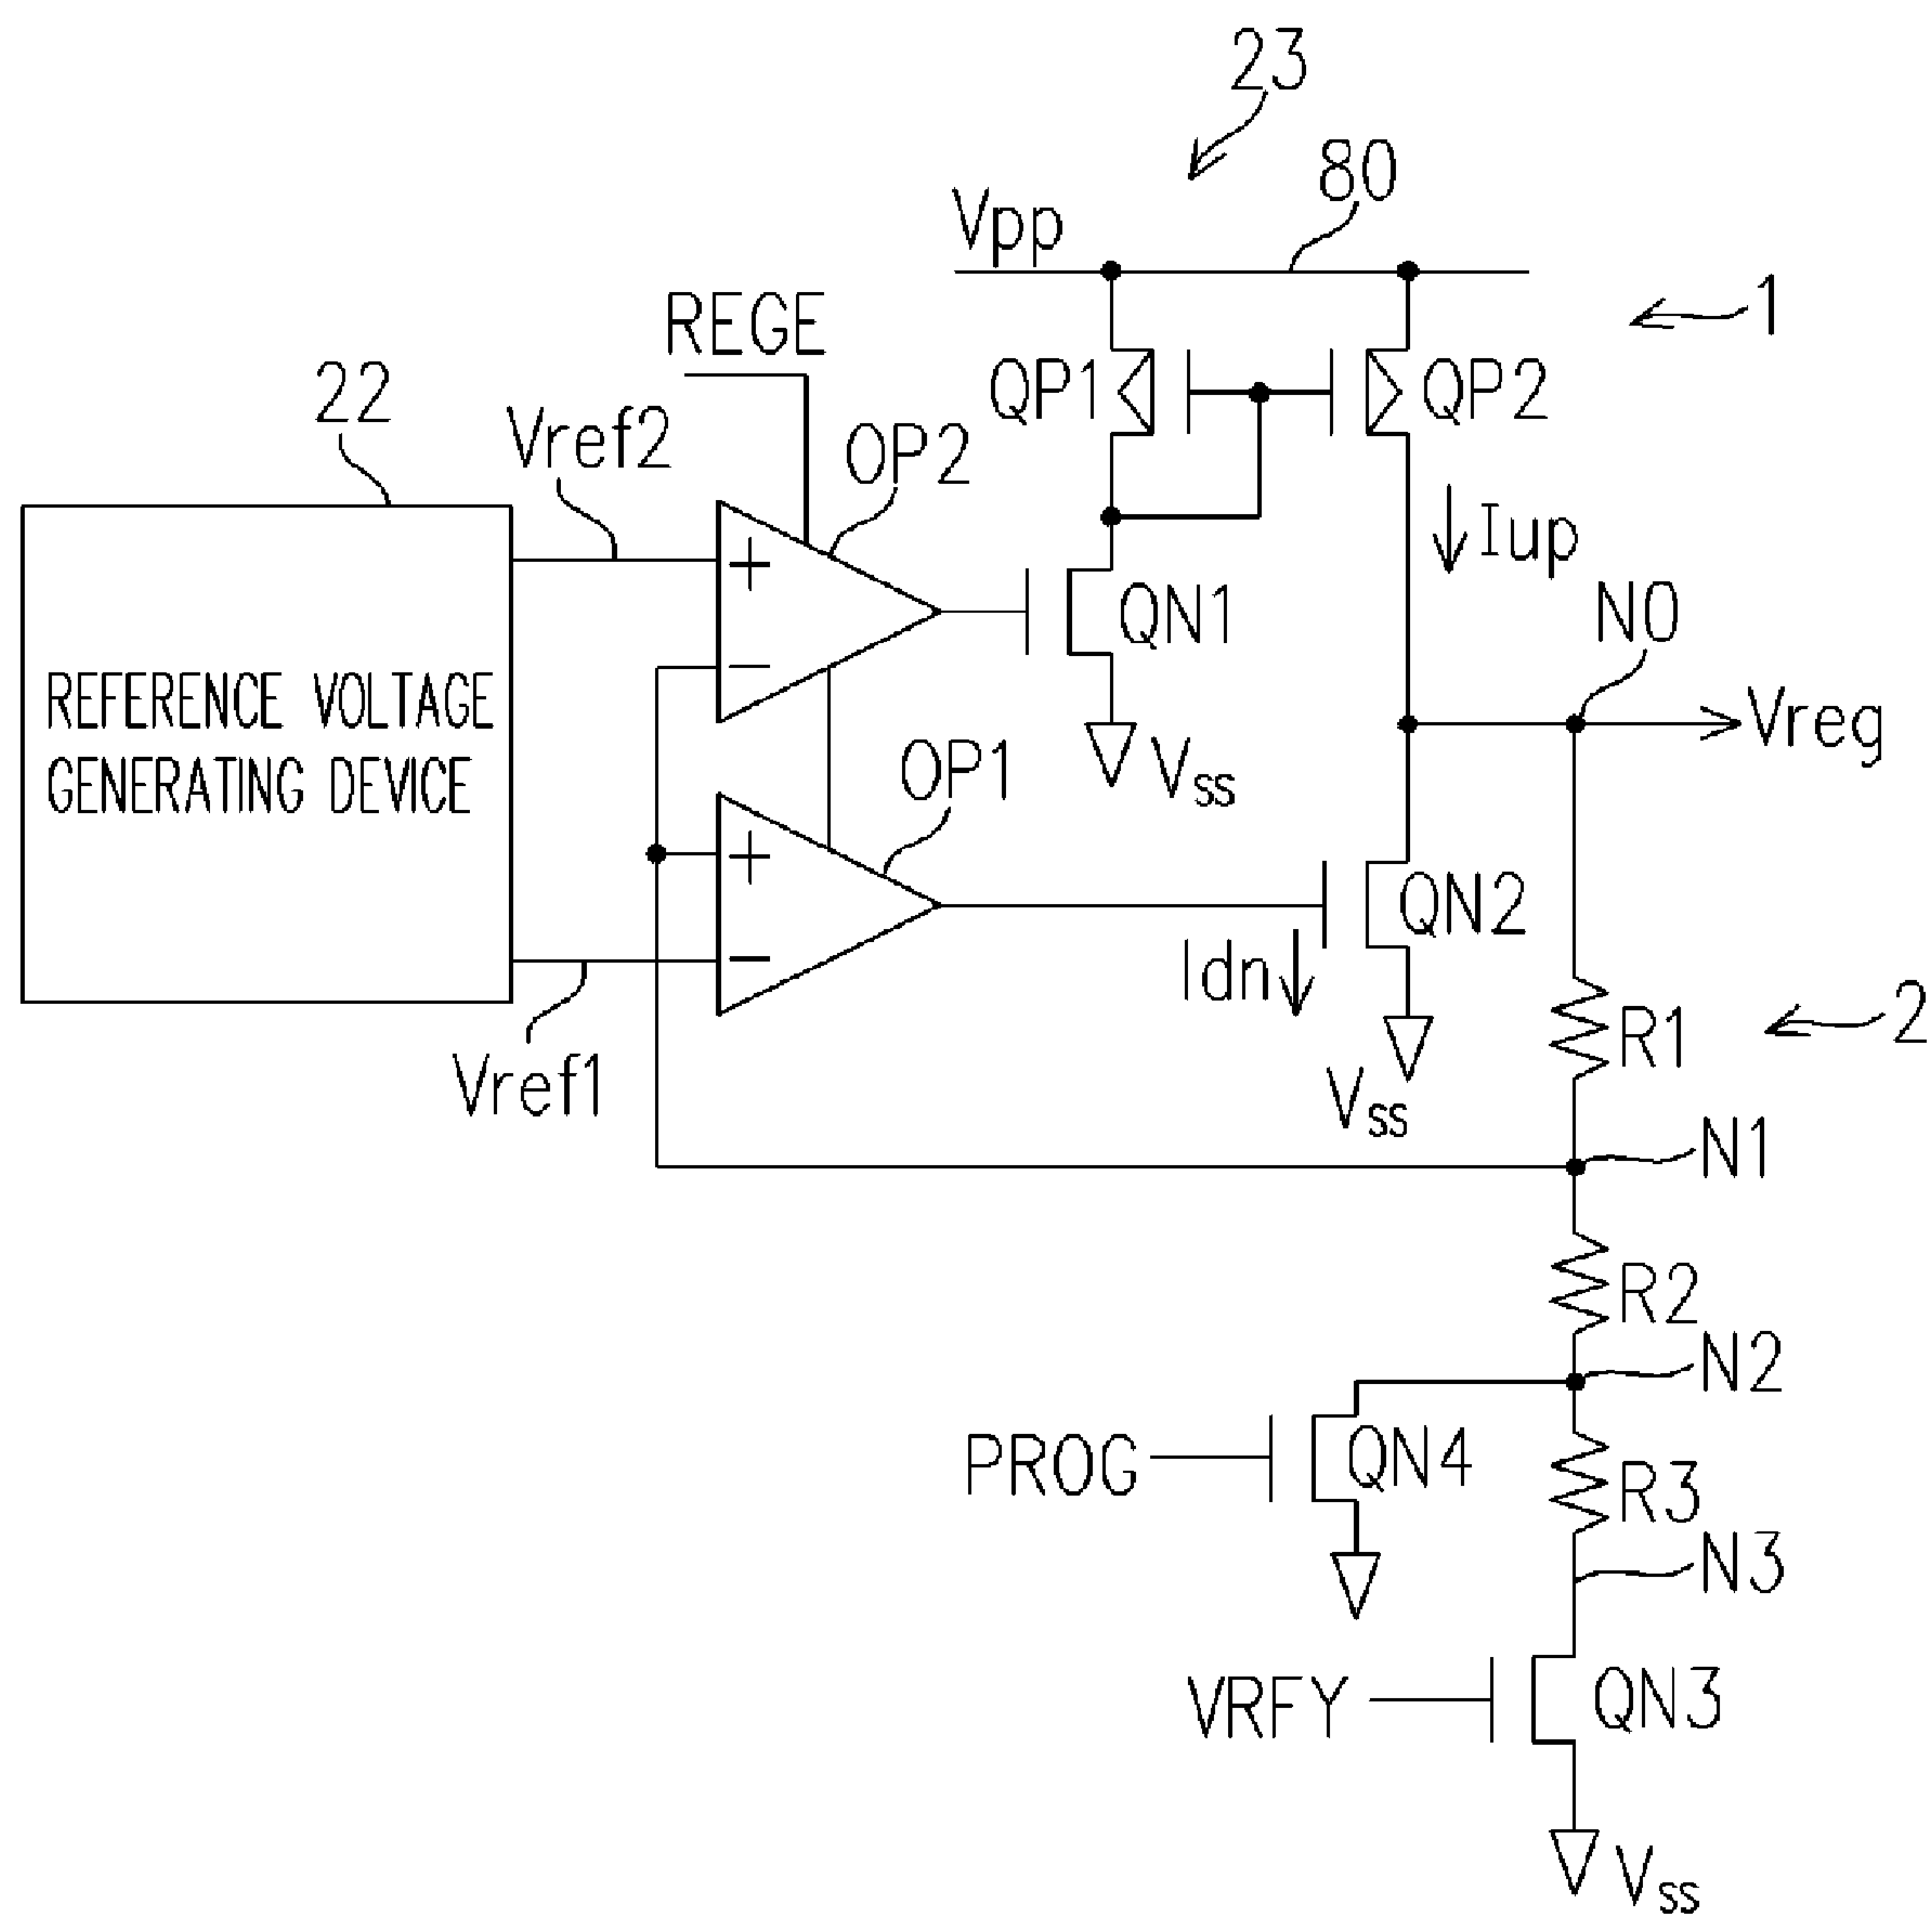 23
80
Vpp
1
REGE
QP1
QP2
22
Vref2
OP2
Iup
QN1
N0
REFERENCE VOLTAGE
GENERATING DEVICE
Vreg
Vss
OP1
QN2
Idn
2
R1
Vref1
Vss
N1
R2
N2
PROG
QN4
R3
N3
VRFY
QN3
Vss
+
−
+
−